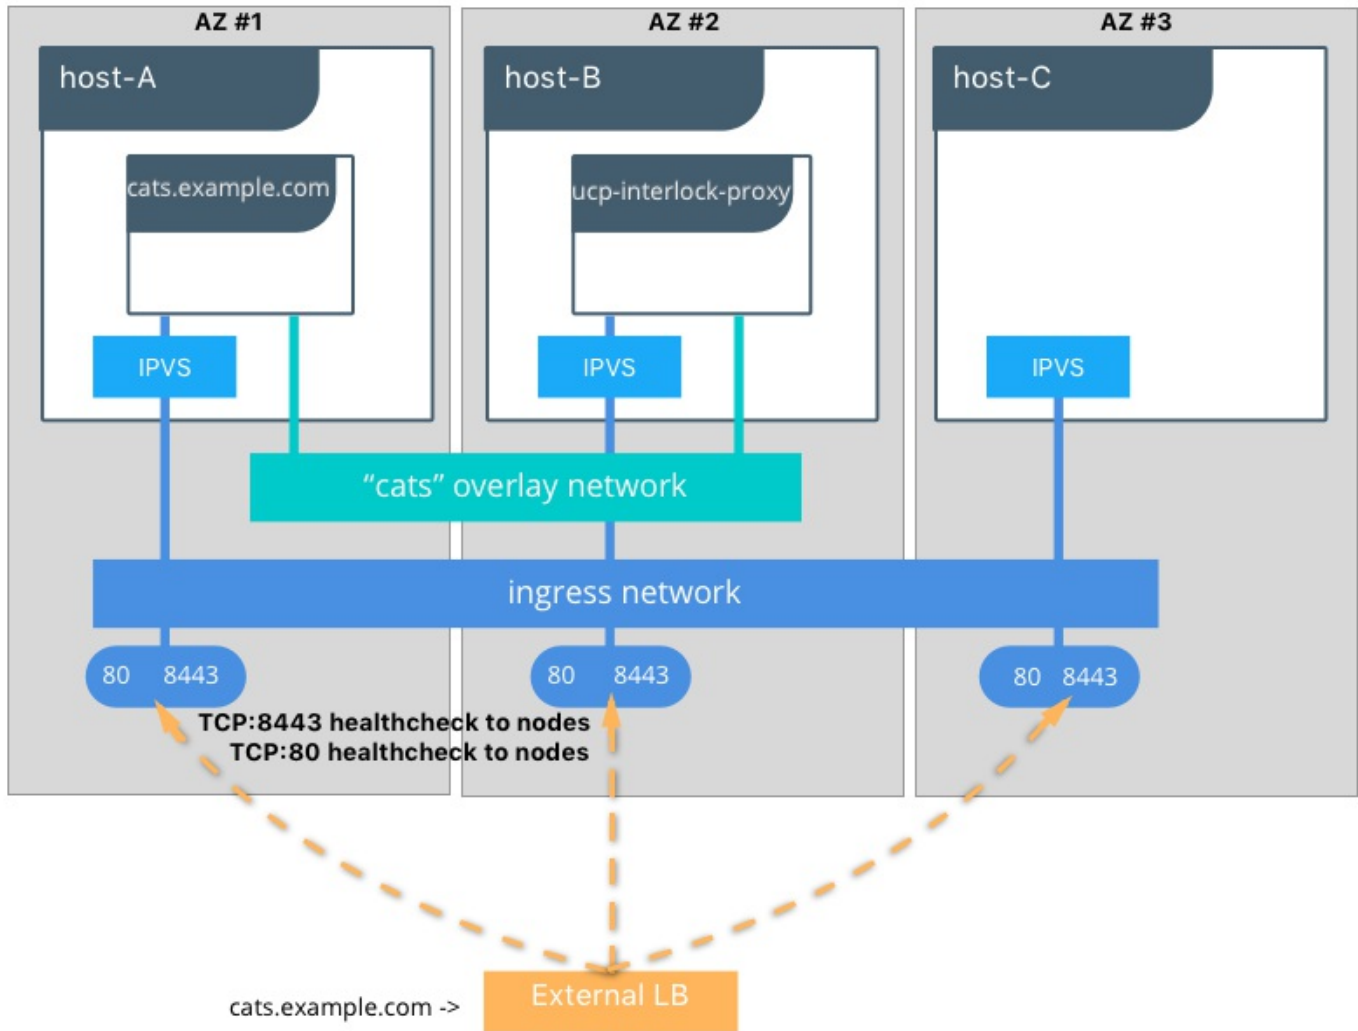 AZ #1
AZ #2
AZ #3
host-A
host-B
host-C
cats.example.com
ucp-interlock-proxy
IPVS
IPVS
IPVS
“cats” overlay network
ingress network
80 8443
80 8443
80 8443
TCP:8443 healthcheck to nodes
TCP:80 healthcheck to nodes
cats.example.com ->
External LB